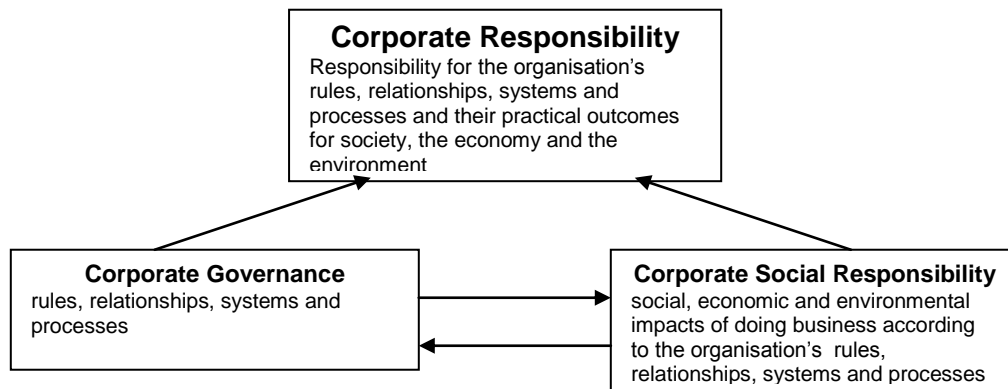 Corporate Responsibility
Responsibility for the organisation's
rules, relationships, systems and
processes and their practical outcomes
for society, the economy and the
environment
Corporate Governance
rules, relationships, systems and
processes
Corporate Social Responsibility
social, economic and environmental
impacts of doing business according
to the organisation's  rules,
relationships, systems and processes